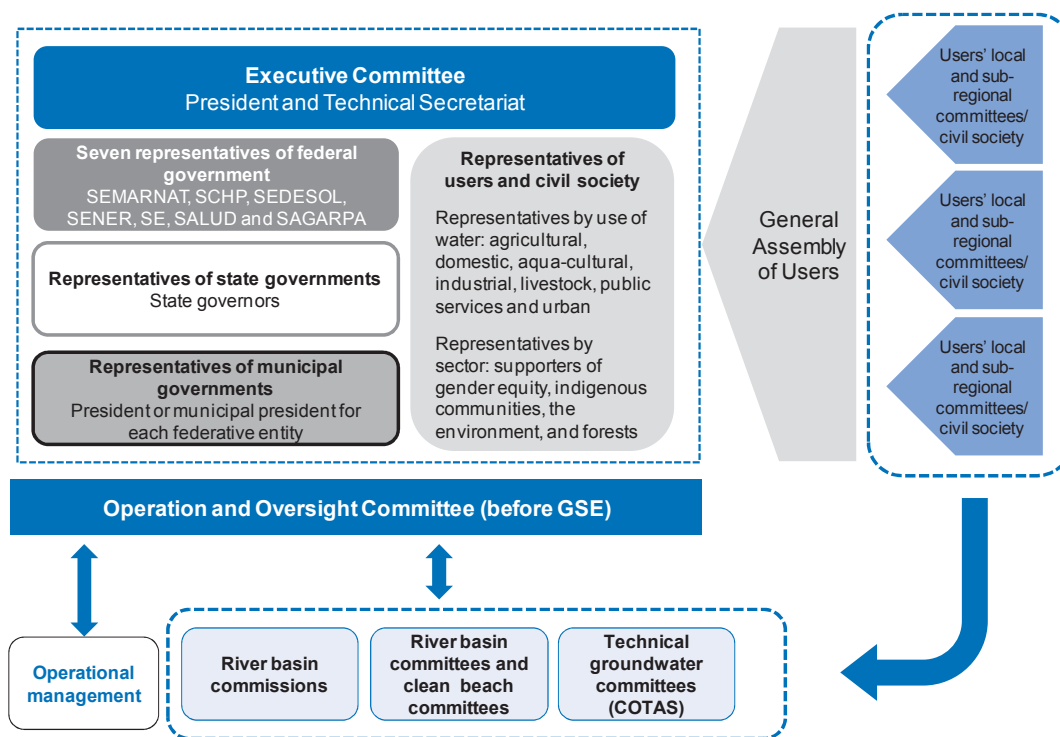 Executive Committee
President and Technical Secretariat
Seven representatives of federal
government
SEMARNAT, SCHP, SEDESOL,
SENER, SE, SALUD and SAGARPA
Representatives of state governments
State governors
Representatives of municipal
governments
President or municipal president for
each federative entity
Representatives of
users and civil society
Representatives by use of
water: agricultural,
domestic, aqua-cultural,
industrial, livestock, public
services and urban
Representatives by
sector: supporters of
gender equity, indigenous
communities, the
environment, and forests
General
Assembly
of Users
Users' local
and sub-
regional
committees/
civil society
Users' local
and sub-
regional
committees/
civil society
Users' local
and sub-
regional
committees/
civil society
Operation and Oversight Committee (before GSE)
Operational
management
River basin
commissions
River basin
committees and
clean beach
committees
Technical
groundwater
committees
(COTAS)